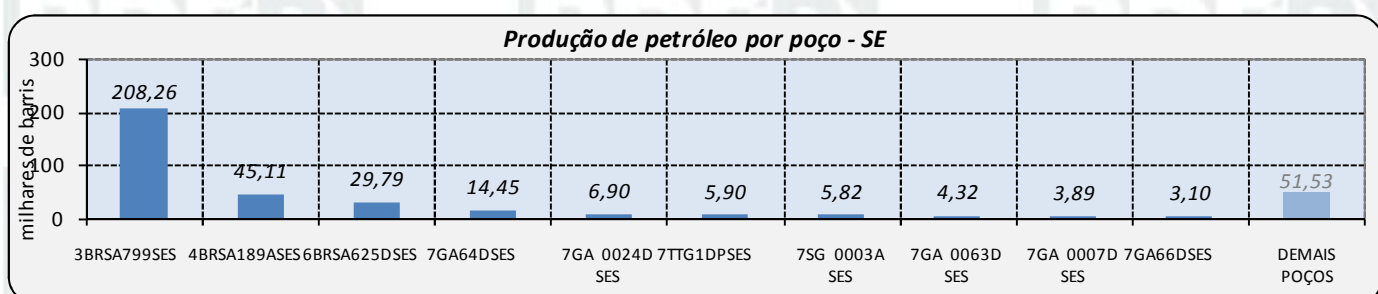 Produção de petróleo por poço - SE
milhares de barris
300
200
100
0
208,26
45,11
29,79
14,45
6,90
5,90
5,82
4,32
3,89
3,10
51,53
3BRSA799SES
4BRSA189ASES
6BRSA625DSES
7GA64DSES
7GA 0024D
SES
7TTG1DPSES
7SG 0003A
SES
7GA 0063D
SES
7GA 0007D
SES
7GA66DSES
DEMAIS
POÇOS